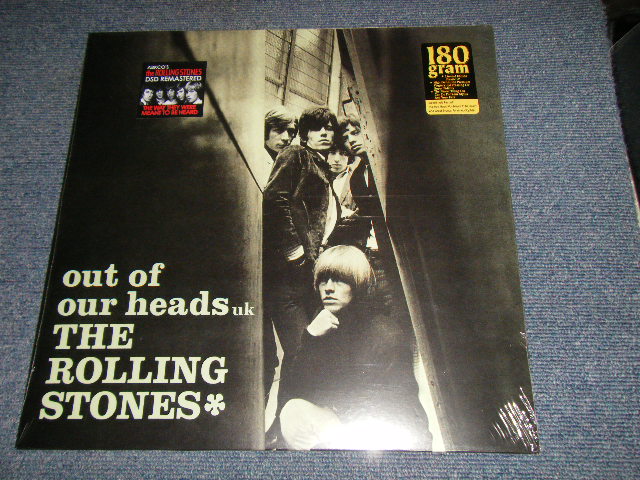 ABKCO'S
the ROLLING STONES
DSD REMASTERED
THE WAY THEY WERE
MEANT TO BE HEARD
180
gram
out of
our heads uk
THE
ROLLING
STONES